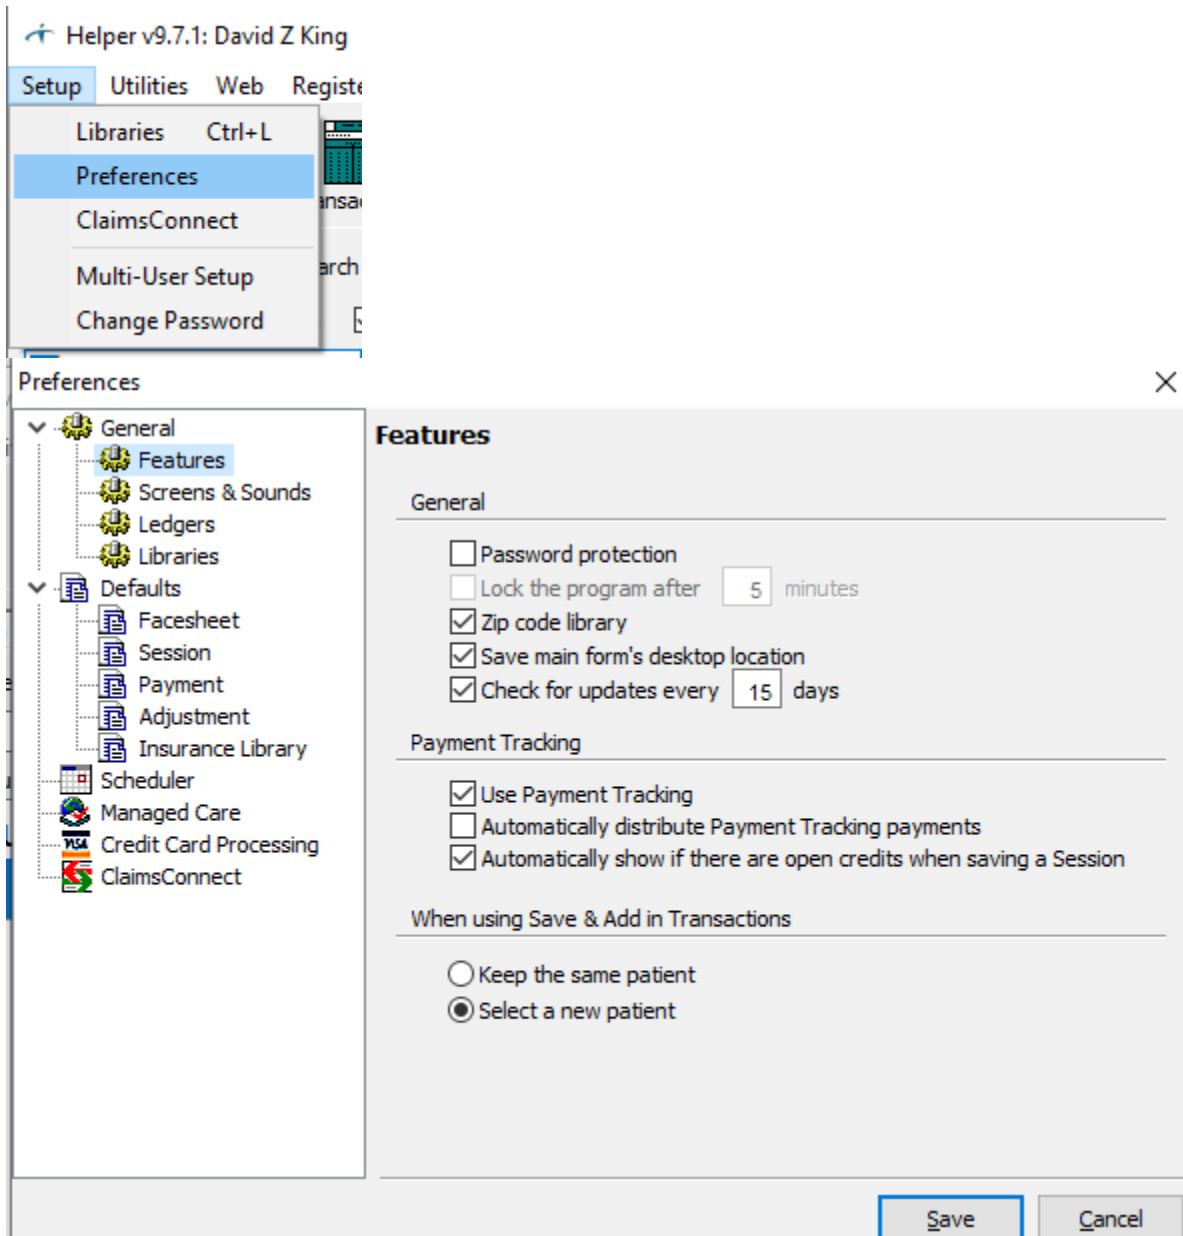 Helper v9.7.1: David Z King
Setup Utilities Web Registe
Libraries Ctrl+L
Preferences
ansa
ClaimsConnect
arch
Multi-User Setup
Change Password
Preferences
General
Features
Screens & Sounds
Ledgers
Libraries
Defaults
Facesheet
Session
Payment
Adjustment
Insurance Library
Scheduler
Managed Care
VISA Credit Card Processing
ClaimsConnect
Features
General
Password protection
Lock the program after 5 minutes
Zip code library
Save main form's desktop location
Check for updates every 15 days
Payment Tracking
Use Payment Tracking
Automatically distribute Payment Tracking payments
Automatically show if there are open credits when saving a Session
When using Save & Add in Transactions
Keep the same patient
Select a new patient
Save Cancel